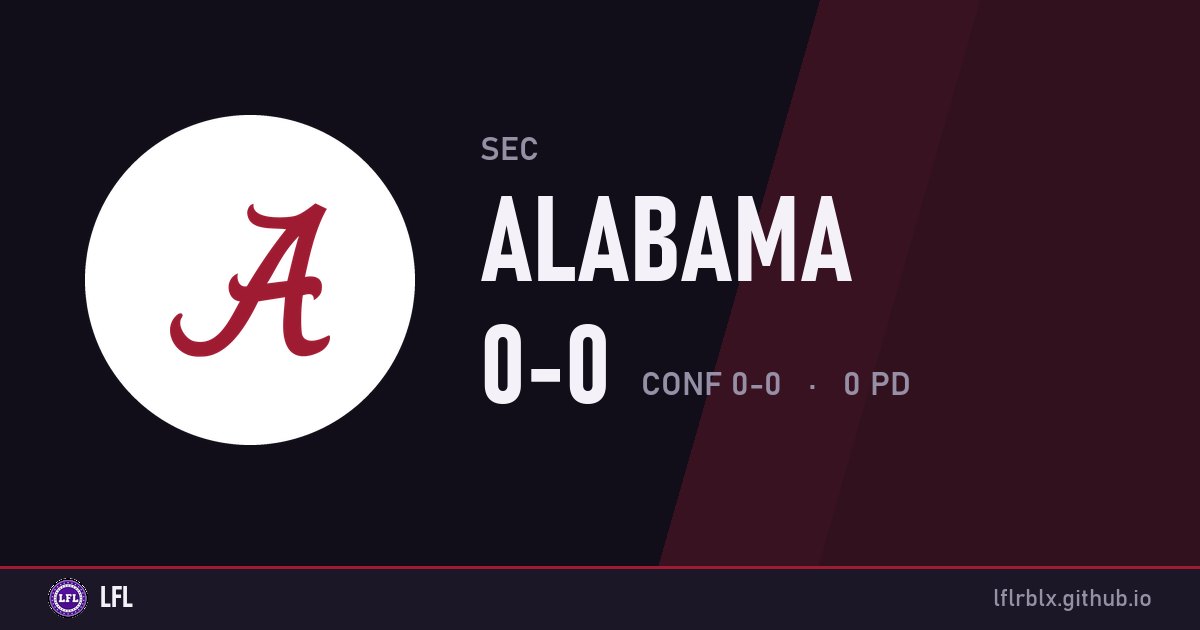 A
SEC
ALABAMA
0-0 CONF 0-0 · 0 PD
LFL LFL
lflrblx.github.io